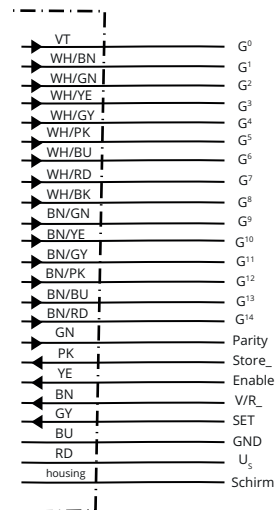 VT G⁰
WH/BN G¹
WH/GN G²
WH/YE G³
WH/GY G⁴
WH/PK G⁵
WH/BU G⁶
WH/RD G⁷
WH/BK G⁸
BN/GN G⁹
BN/YE G¹⁰
BN/GY G¹¹
BN/PK G¹²
BN/BU G¹³
BN/RD G¹⁴
GN Parity
PK Store_
YE Enable
BN V/R_
GY SET
BU GND
RD Uₛ
housing Schirm